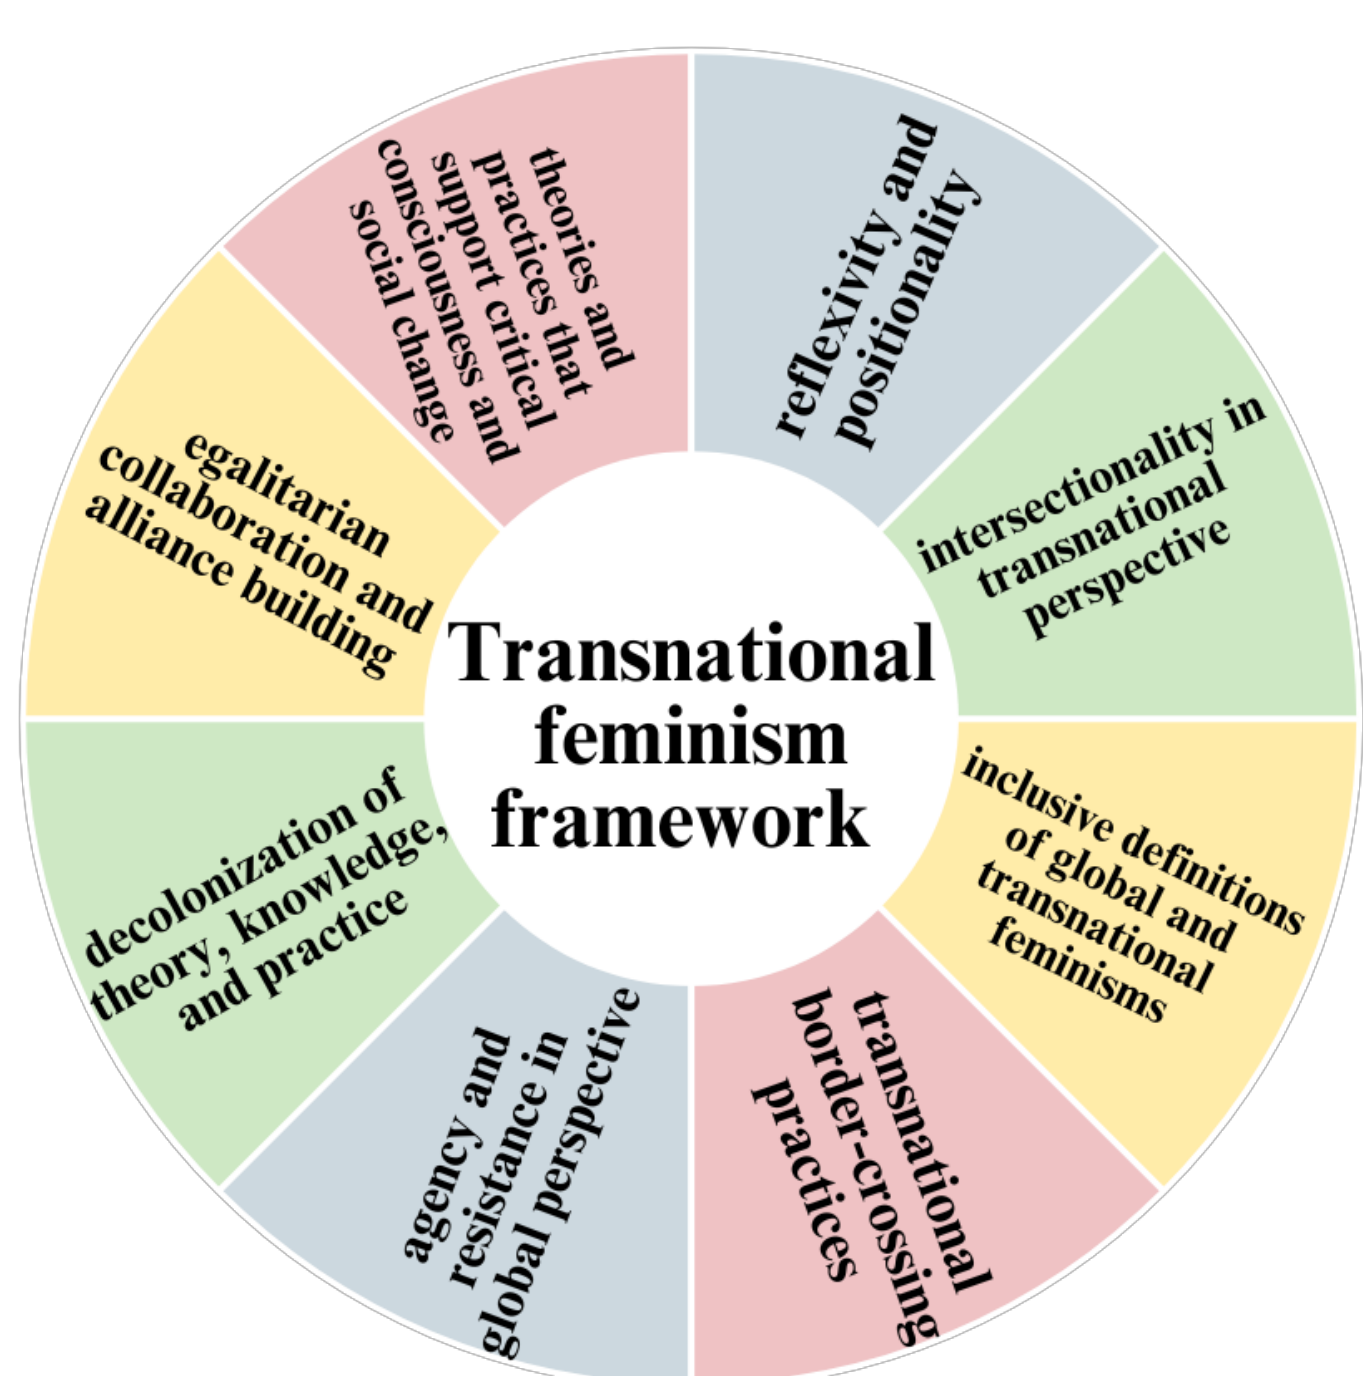 Transnational
feminism
framework
reflexivity and
positionality
intersectionality in
transnational
perspective
inclusive definitions
of global and
transnational
feminisms
transnational
border-crossing
practices
agency and
resistance in
global perspective
decolonization of
theory, knowledge,
and practice
egalitarian
collaboration and
alliance building
theories and
practices that
support critical
consciousness and
social change